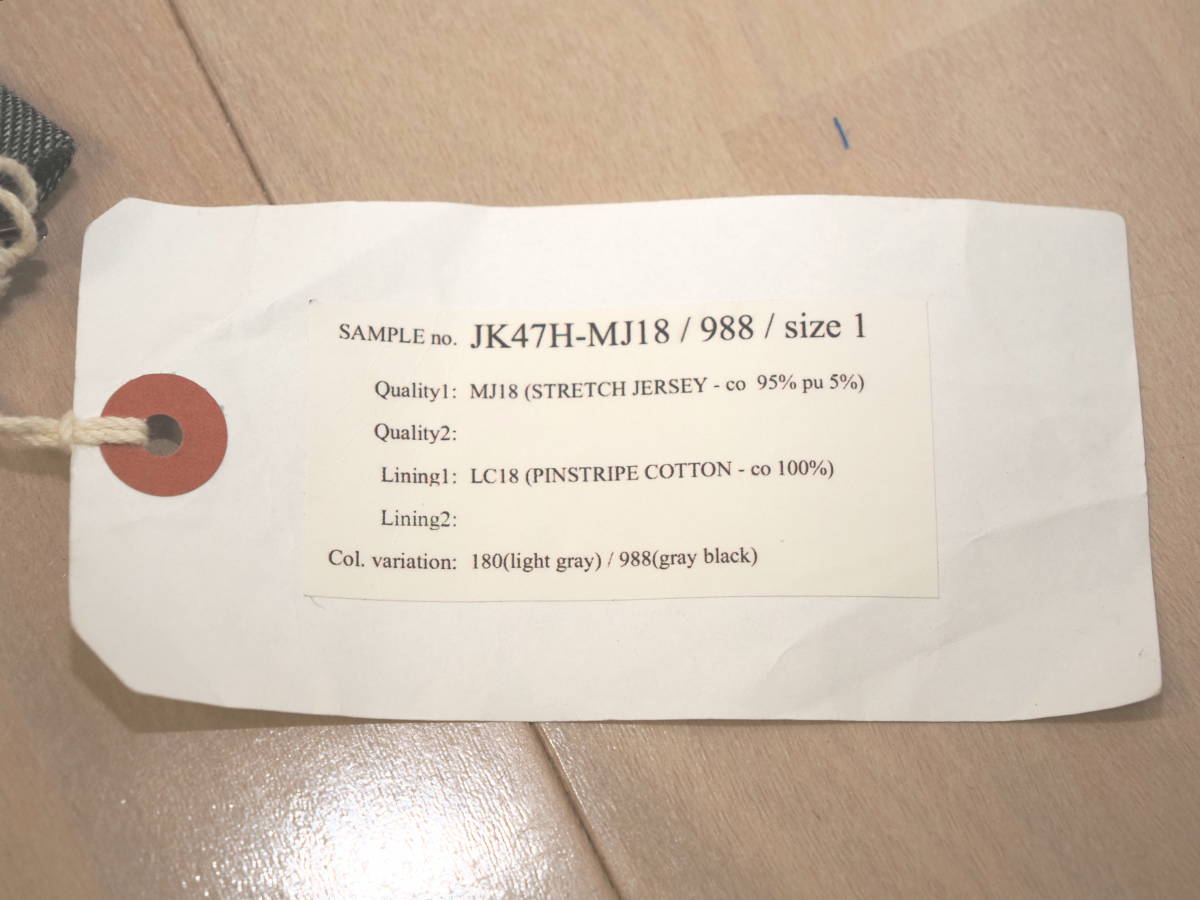 SAMPLE no. JK47H-MJ18 / 988 / size 1
Quality1: MJ18 (STRETCH JERSEY - co 95% pu 5%)
Quality2:
Lining1: LC18 (PINSTRIPE COTTON - co 100%)
Lining2:
Col. variation: 180(light gray) / 988(gray black)